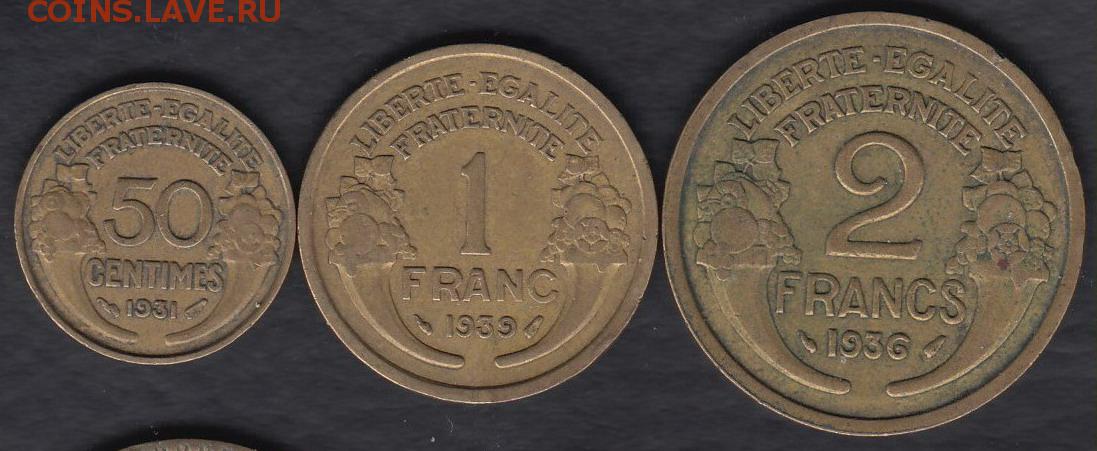 COINS.LAVE.RU
LIBERTE-EGALITE
FRATERNITE
50
CENTIMES
1931
LIBERTE-EGALITE
FRATERNITE
1
FRANC
1939
LIBERTE-EGALITE
FRATERNITE
2
FRANCS
1936